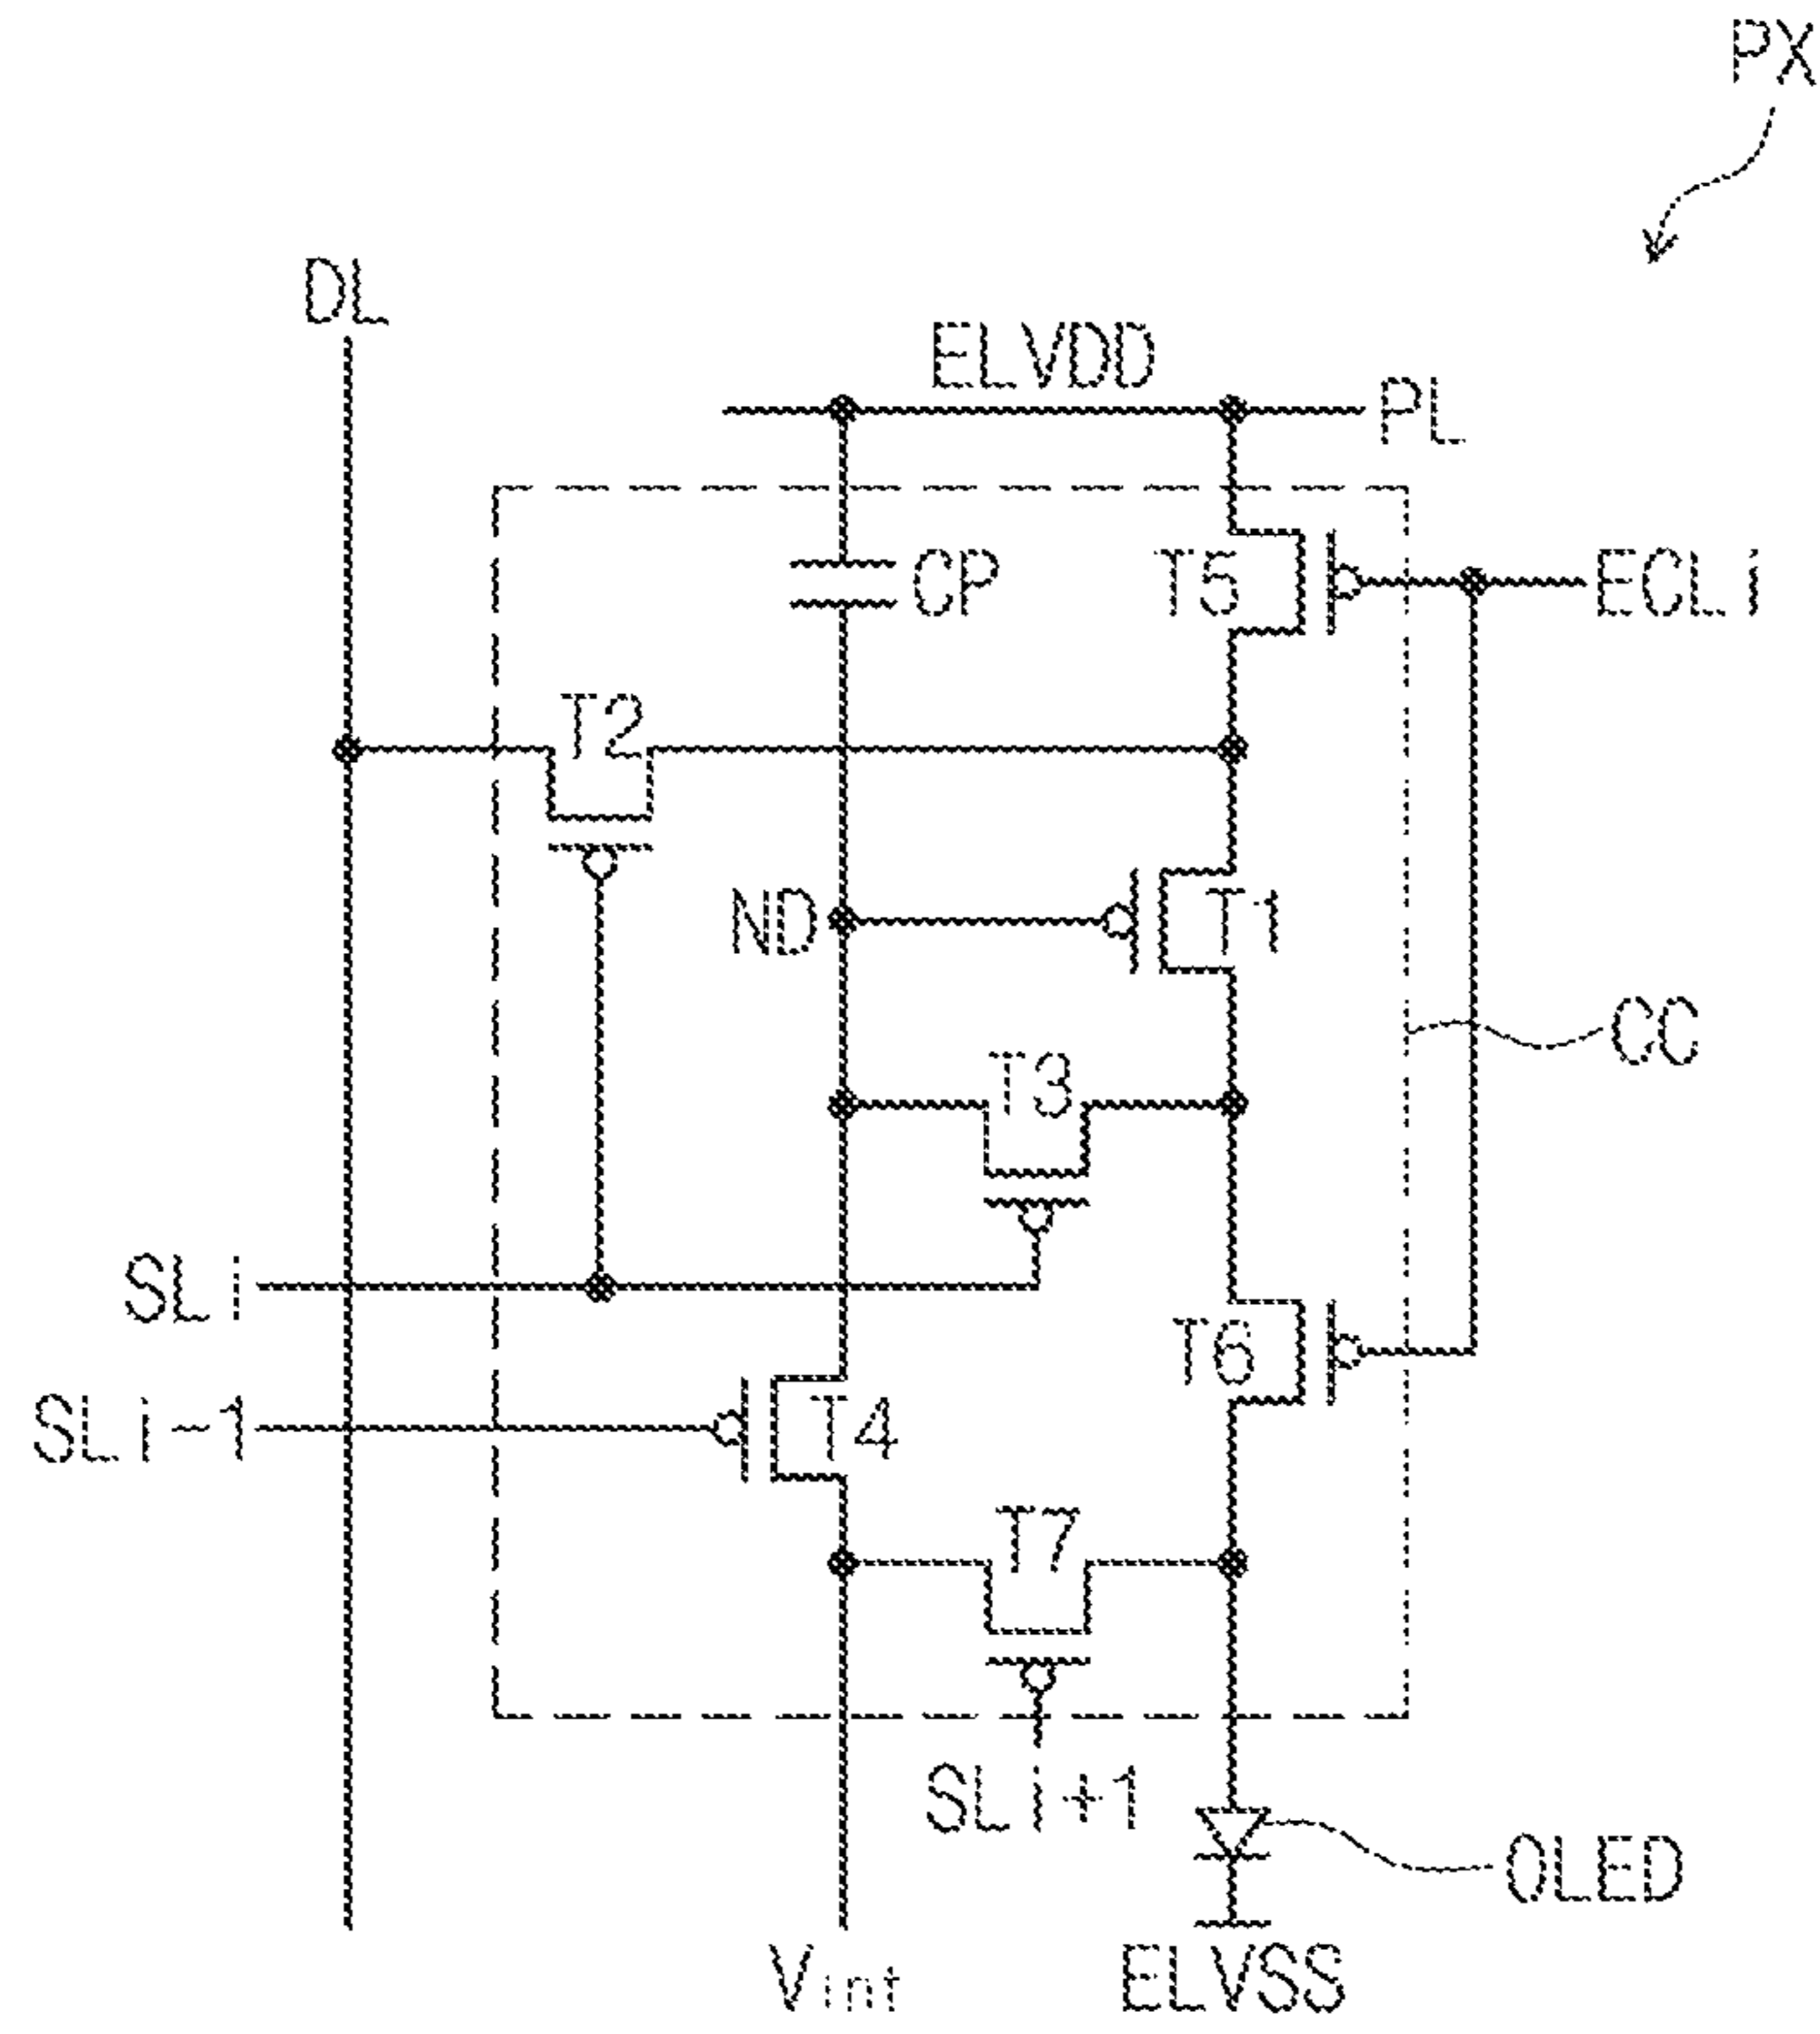 PX
DL
ELVDD
PL
CP
T5
ECLi
T2
ND
T1
CC
T3
SLi
T6
SLi-1
T4
T7
SLi+1
OLED
Vint
ELVSS